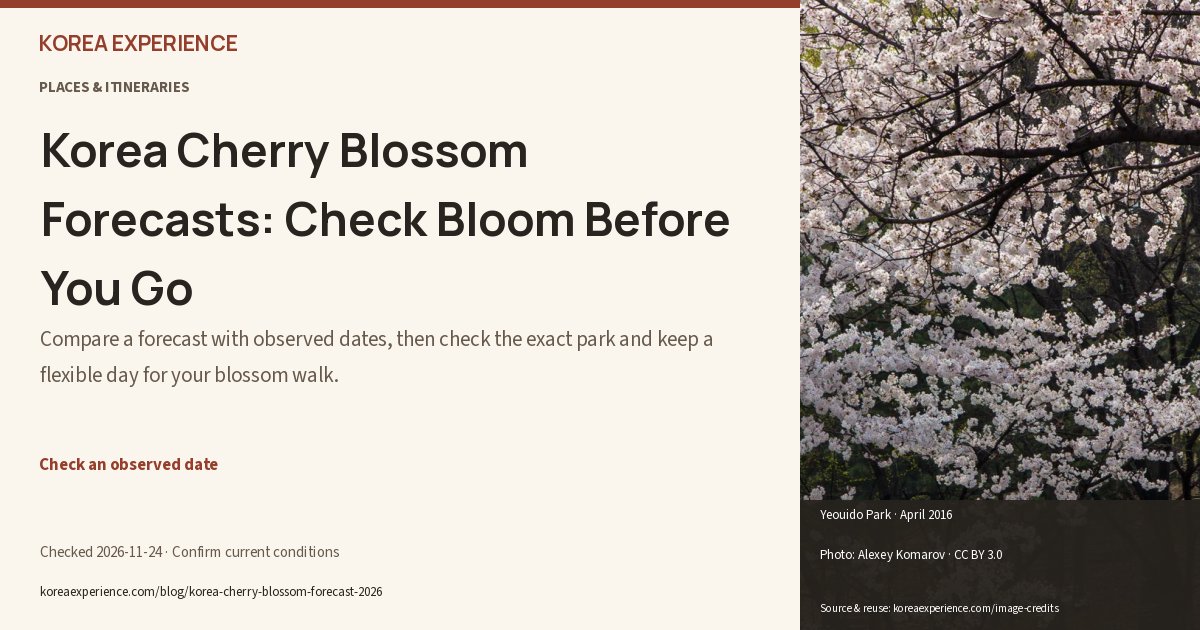 KOREA EXPERIENCE
PLACES & ITINERARIES
Korea Cherry Blossom
Forecasts: Check Bloom Before
You Go
Compare a forecast with observed dates, then check the exact park and keep a
flexible day for your blossom walk.
Check an observed date
Checked 2026-11-24 · Confirm current conditions
koreaexperience.com/blog/korea-cherry-blossom-forecast-2026
Yeouido Park · April 2016
Photo: Alexey Komarov · CC BY 3.0
Source & reuse: koreaexperience.com/image-credits